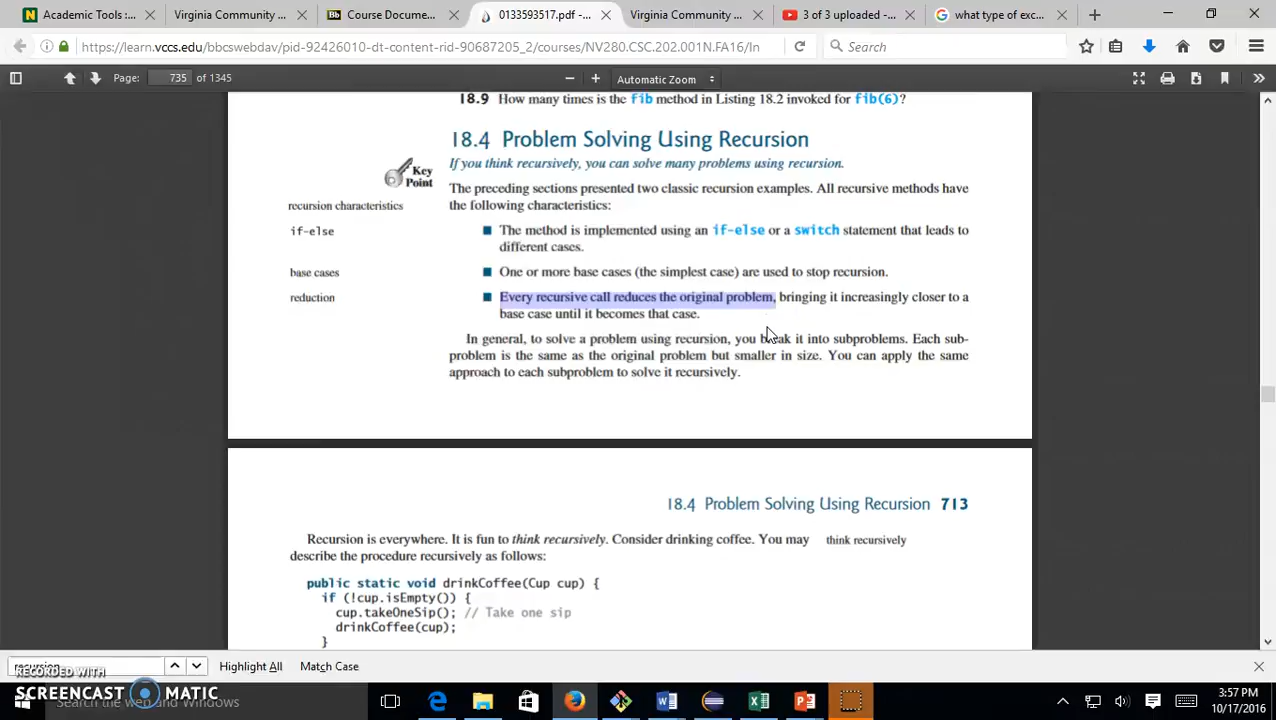 Academic Tools :...
Virginia Community ...
Course Documen...
0133593517.pdf -...
Virginia Community ...
3 of 3 uploaded -...
what type of exc...
https://learn.vccs.edu/bbcswebdav/pid-92426010-dt-content-rid-90687205_2/courses/NV280.CSC.202.001N.FA16/In
Search
Page: 735 of 1345
Automatic Zoom
18.9 How many times is the fib method in Listing 18.2 invoked for fib(6)?
18.4 Problem Solving Using Recursion
If you think recursively, you can solve many problems using recursion.
Key
Point
The preceding sections presented two classic recursion examples. All recursive methods have
recursion characteristics
the following characteristics:
if-else
The method is implemented using an if-else or a switch statement that leads to
different cases.
base cases
One or more base cases (the simplest case) are used to stop recursion.
reduction
Every recursive call reduces the original problem, bringing it increasingly closer to a
base case until it becomes that case.
In general, to solve a problem using recursion, you break it into subproblems. Each sub-
problem is the same as the original problem but smaller in size. You can apply the same
approach to each subproblem to solve it recursively.
18.4 Problem Solving Using Recursion 713
Recursion is everywhere. It is fun to think recursively. Consider drinking coffee. You may
think recursively
describe the procedure recursively as follows:
public static void drinkCoffee(Cup cup) {
if (!cup.isEmpty()) {
cup.takeOneSip(); // Take one sip
drinkCoffee(cup);
}
recursion
Highlight All
Match Case
RECORDED WITH
SCREENCAST MATIC
Search the web and Windows
3:57 PM
10/17/2016